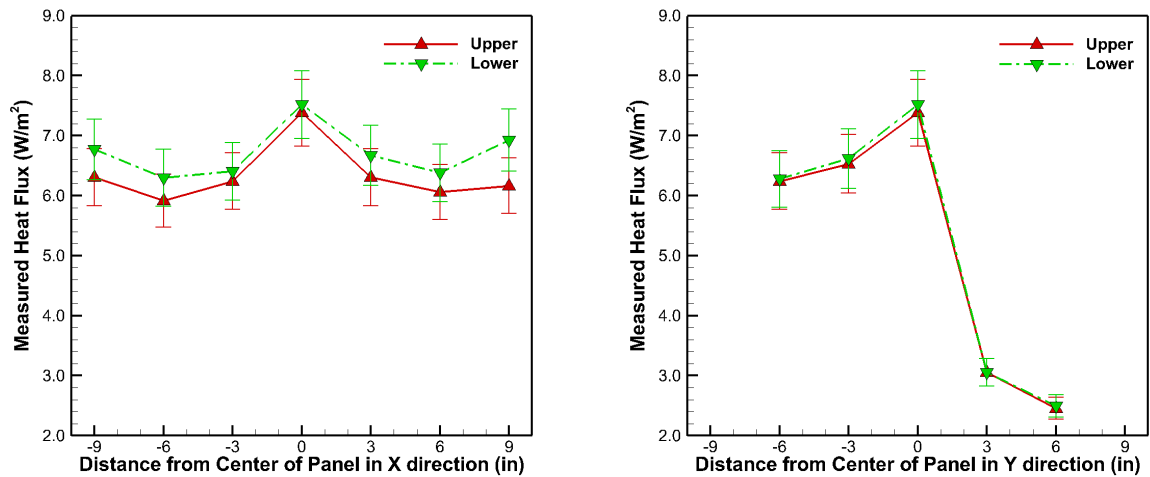 Measured Heat Flux (W/m²)
9.0
8.0
7.0
6.0
5.0
4.0
3.0
2.0
Upper
Lower
-9 -6 -3 0 3 6 9
Distance from Center of Panel in X direction (in)
Measured Heat Flux (W/m²)
9.0
8.0
7.0
6.0
5.0
4.0
3.0
2.0
Upper
Lower
-9 -6 -3 0 3 6 9
Distance from Center of Panel in Y direction (in)